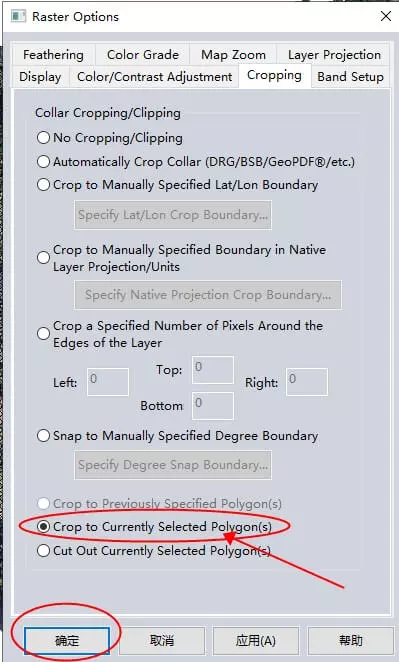 Raster Options
Feathering Color Grade Map Zoom Layer Projection
Display Color/Contrast Adjustment Cropping Band Setup
Collar Cropping/Clipping
No Cropping/Clipping
Automatically Crop Collar (DRG/BSB/GeoPDF®/etc.)
Crop to Manually Specified Lat/Lon Boundary
Specify Lat/Lon Crop Boundary...
Crop to Manually Specified Boundary in Native
Layer Projection/Units
Specify Native Projection Crop Boundary...
Crop a Specified Number of Pixels Around the
Edges of the Layer
Top: 0
Left: 0 Right: 0
Bottom 0
Snap to Manually Specified Degree Boundary
Specify Degree Snap Boundary...
Crop to Previously Specified Polygon(s)
Crop to Currently Selected Polygon(s)
Cut Out Currently Selected Polygon(s)
确定 取消 应用(A) 帮助